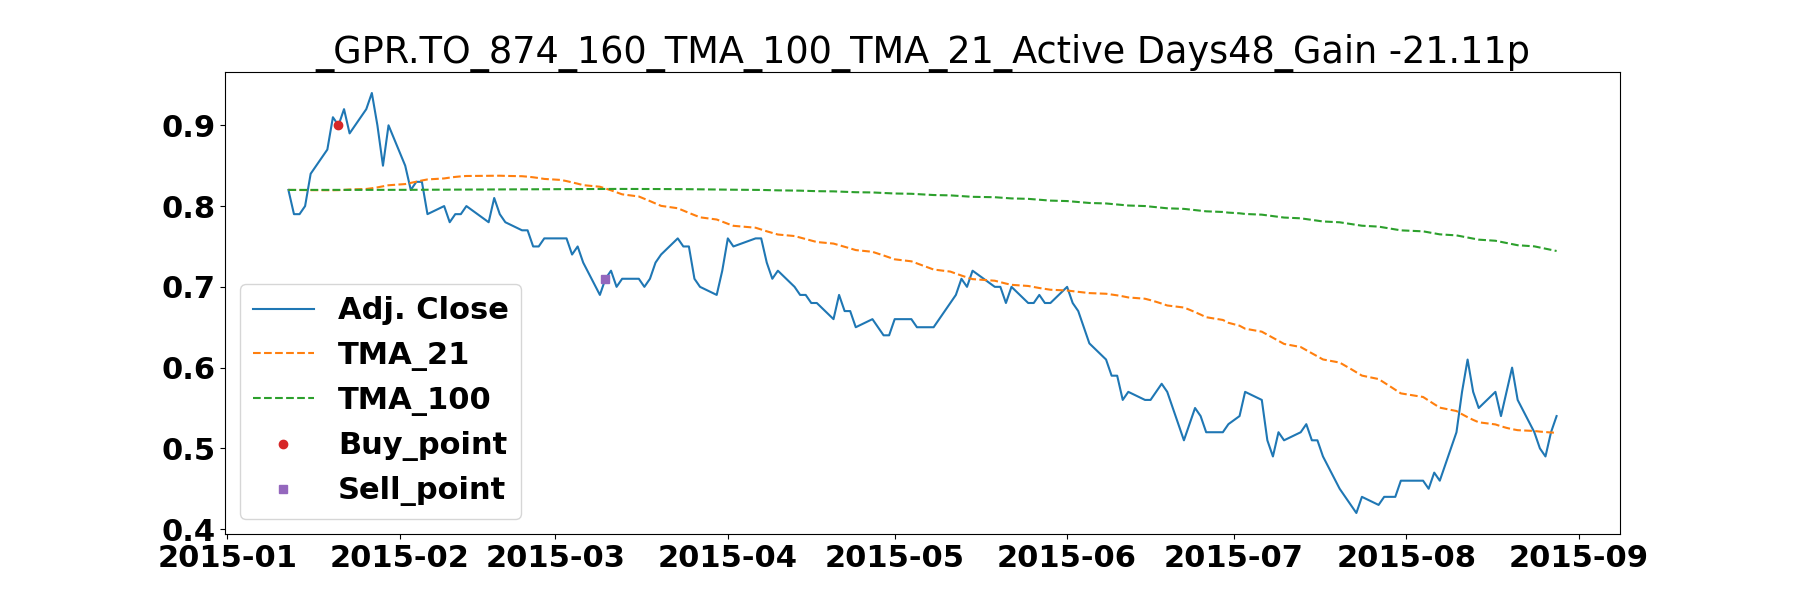 _GPR.TO_874_160_TMA_100_TMA_21_Active Days48_Gain -21.11p
0.9
0.8
0.7
0.6
0.5
0.4
Adj. Close
TMA_21
TMA_100
Buy_point
Sell_point
2015-01 2015-02 2015-03 2015-04 2015-05 2015-06 2015-07 2015-08 2015-09